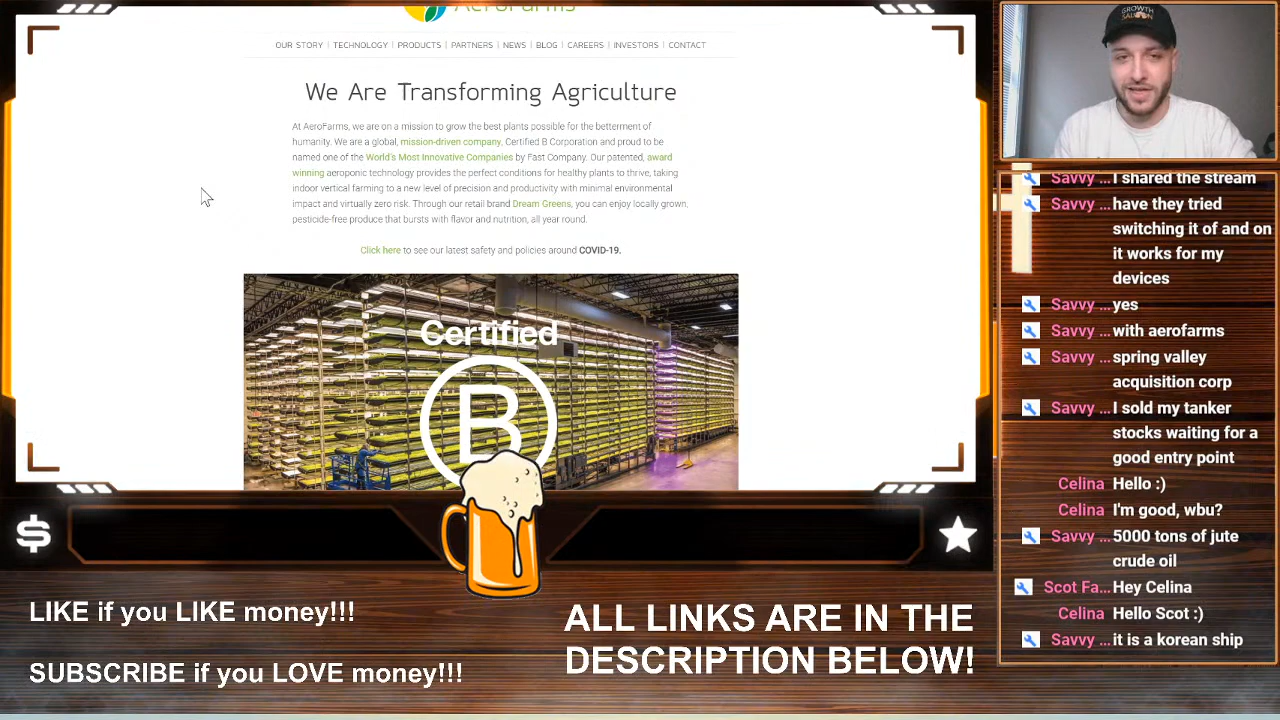 AeroFarms
OUR STORY | TECHNOLOGY | PRODUCTS | PARTNERS | NEWS | BLOG | CAREERS | INVESTORS | CONTACT
We Are Transforming Agriculture
At AeroFarms, we are on a mission to grow the best plants possible for the betterment of
humanity. We are a global, mission-driven company, Certified B Corporation and proud to be
named one of the World's Most Innovative Companies by Fast Company. Our patented, award
winning aeroponic technology provides the perfect conditions for healthy plants to thrive, taking
indoor vertical farming to a new level of precision and productivity with minimal environmental
impact and virtually zero risk. Through our retail brand Dream Greens, you can enjoy locally grown,
pesticide-free produce that bursts with flavor and nutrition, all year round.
Click here to see our latest safety and policies around COVID-19.
Certified
B
$
LIKE if you LIKE money!!!
SUBSCRIBE if you LOVE money!!!
ALL LINKS ARE IN THE
DESCRIPTION BELOW!
GROWTH
Savvy ... I shared the stream
Savvy ... have they tried
switching it of and on
it works for my
devices
Savvy ... yes
Savvy ... with aerofarms
Savvy ... spring valley
acquisition corp
Savvy ... I sold my tanker
stocks waiting for a
good entry point
Celina Hello :)
Celina I'm good, wbu?
Savvy ... 5000 tons of jute
crude oil
Scot Fa... Hey Celina
Celina Hello Scot :)
Savvy ... it is a korean ship